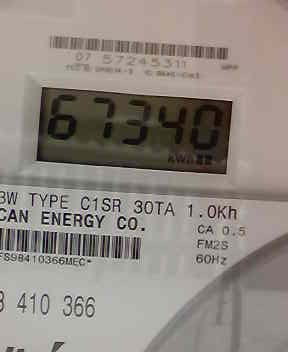 07 57245311
67340
KWH
3W TYPE C1SR 30TA 1.0Kh
CAN ENERGY CO.
CA 0.5
FM2S
60Hz
FS98410366MEC*
3 410 366